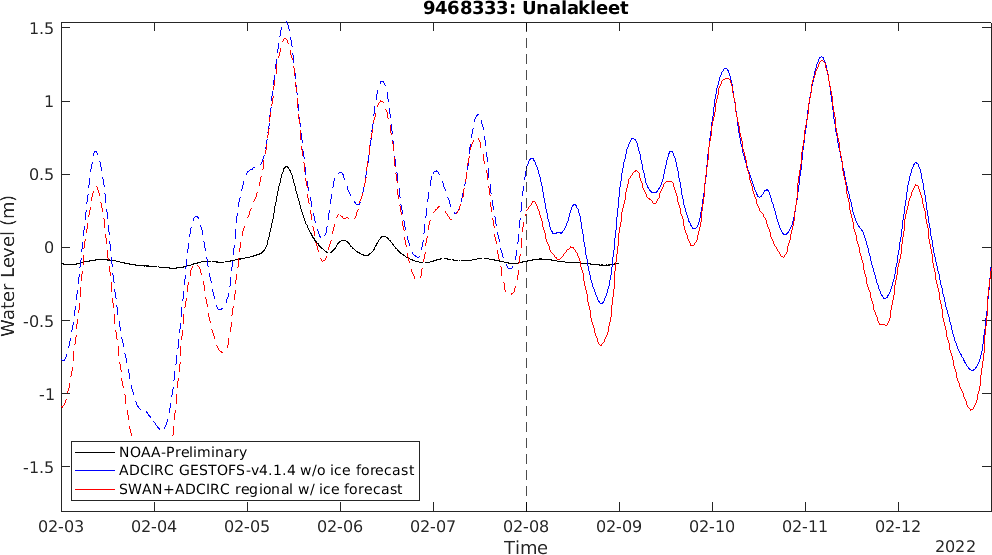 9468333: Unalakleet
1.5
1
0.5
0
-0.5
-1
-1.5
Water Level (m)
NOAA-Preliminary
ADCIRC GESTOFS-v4.1.4 w/o ice forecast
SWAN+ADCIRC regional w/ ice forecast
02-03 02-04 02-05 02-06 02-07 02-08 02-09 02-10 02-11 02-12
Time
2022